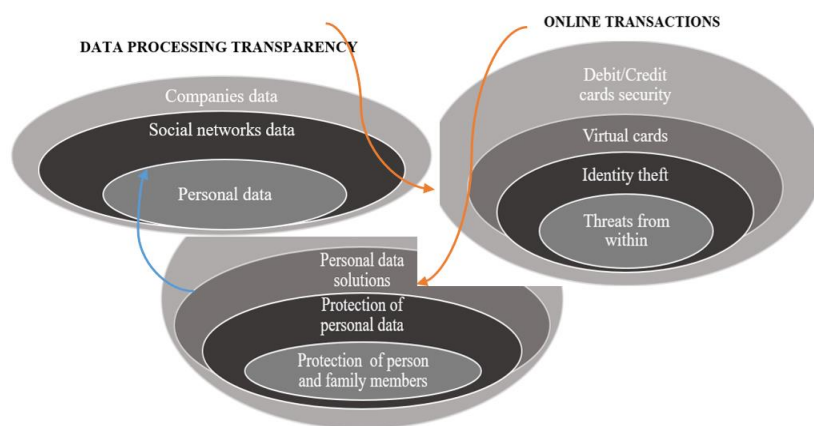 DATA PROCESSING TRANSPARENCY
Companies data
Social networks data
Personal data
ONLINE TRANSACTIONS
Debit/Credit
cards security
Virtual cards
Identity theft
Threats from
within
Personal data
solutions
Protection of
personal data
Protection of person
and family members